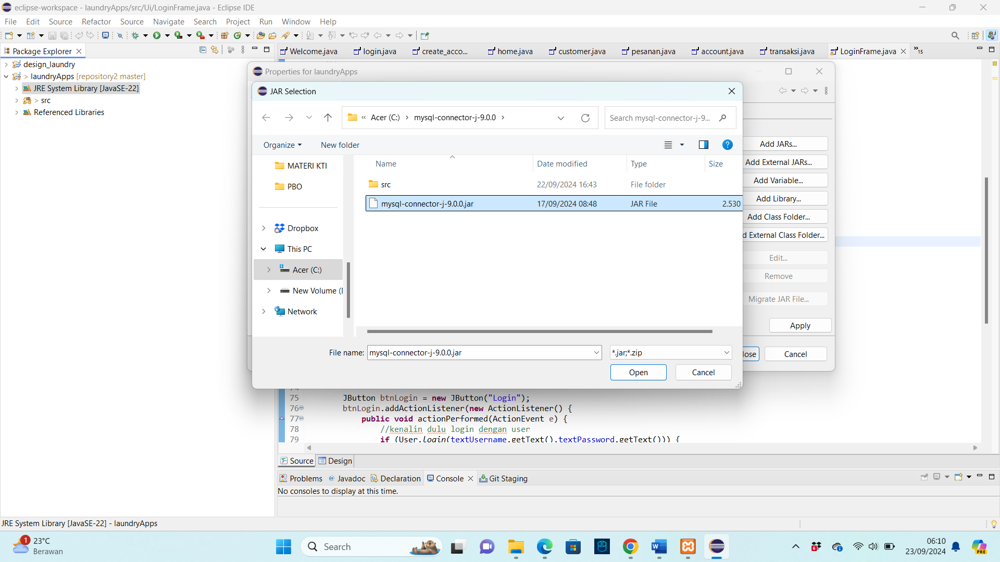 eclipse-workspace - laundryApps/src/Ui/LoginFrame.java - Eclipse IDE
File Edit Source Refactor Source Navigate Search Project Run Window Help
Package Explorer
Welcome.java login.java create_acco... home.java customer.java pesanan.java account.java transaksi.java LoginFrame.java »15
design_laundry
> laundryApps [repository2 master]
JRE System Library [JavaSE-22]
> src
Referenced Libraries
Properties for laundryApps
JAR Selection
« Acer (C:) > mysql-connector-j-9.0.0 >
Search mysql-connector-j-9...
Organize
New folder
MATERI KTI
PBO
Dropbox
This PC
Acer (C:)
New Volume (
Network
Name Date modified Type Size
src 22/09/2024 16:43 File folder
mysql-connector-j-9.0.0.jar 17/09/2024 08:48 JAR File 2.530
File name: mysql-connector-j-9.0.0.jar
*.jar;*.zip
Open
Cancel
Add JARs...
Add External JARs...
Add Variable...
Add Library...
Add Class Folder...
d External Class Folder...
Edit...
Remove
Migrate JAR File...
Apply
lose
Cancel
75 JButton btnLogin = new JButton("Login");
76 btnLogin.addActionListener(new ActionListener() {
77 public void actionPerformed(ActionEvent e) {
78 //kenalin dulu login dengan user
79 if (User.login(textUsername.getText(),textPassword.getText())) {
Source Design
Problems @ Javadoc Declaration Console Git Staging
No consoles to display at this time.
JRE System Library [JavaSE-22] - laundryApps
1
23°C
Berawan
Search
6
06:10
23/09/2024
PRE